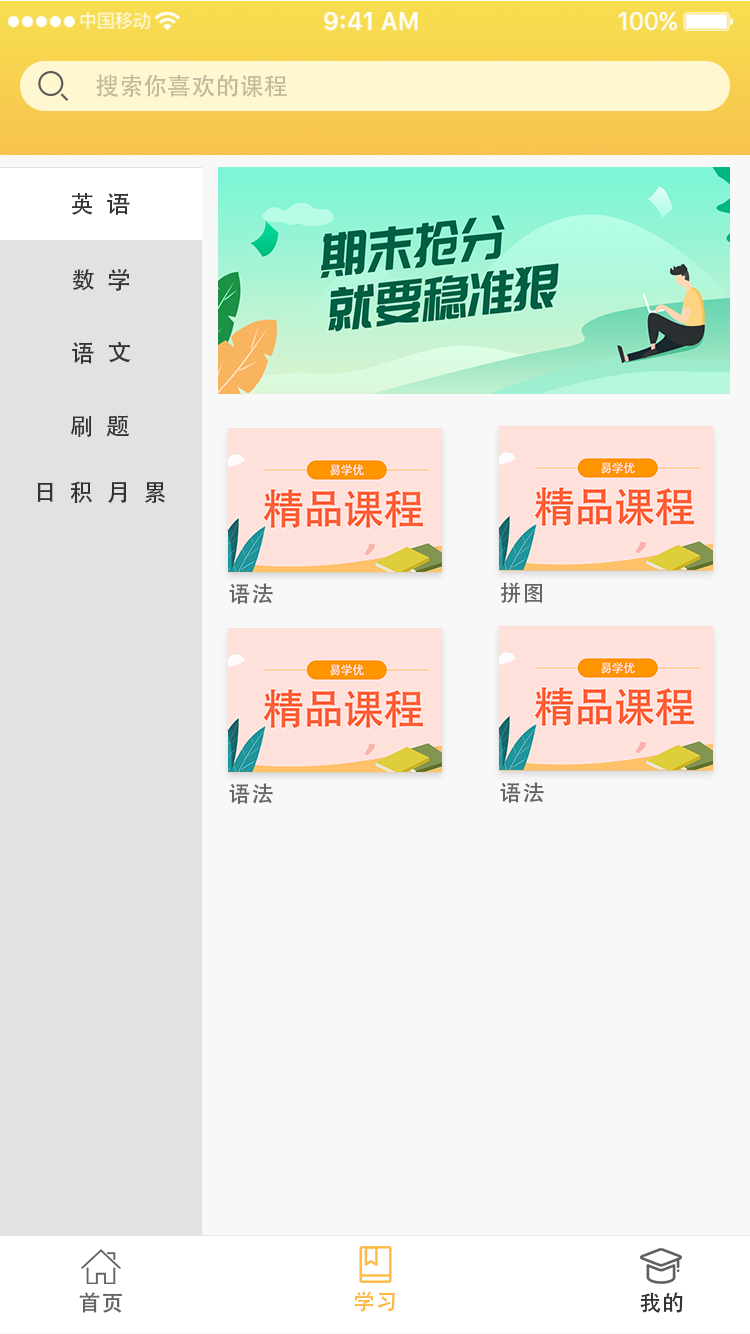 中国移动 9:41 AM 100%
搜索你喜欢的课程
英语
数学
语文
刷题
日积月累
期末抢分
就要稳准狠
易学优
精品课程
语法
易学优
精品课程
拼图
易学优
精品课程
语法
易学优
精品课程
语法
首页
学习
我的